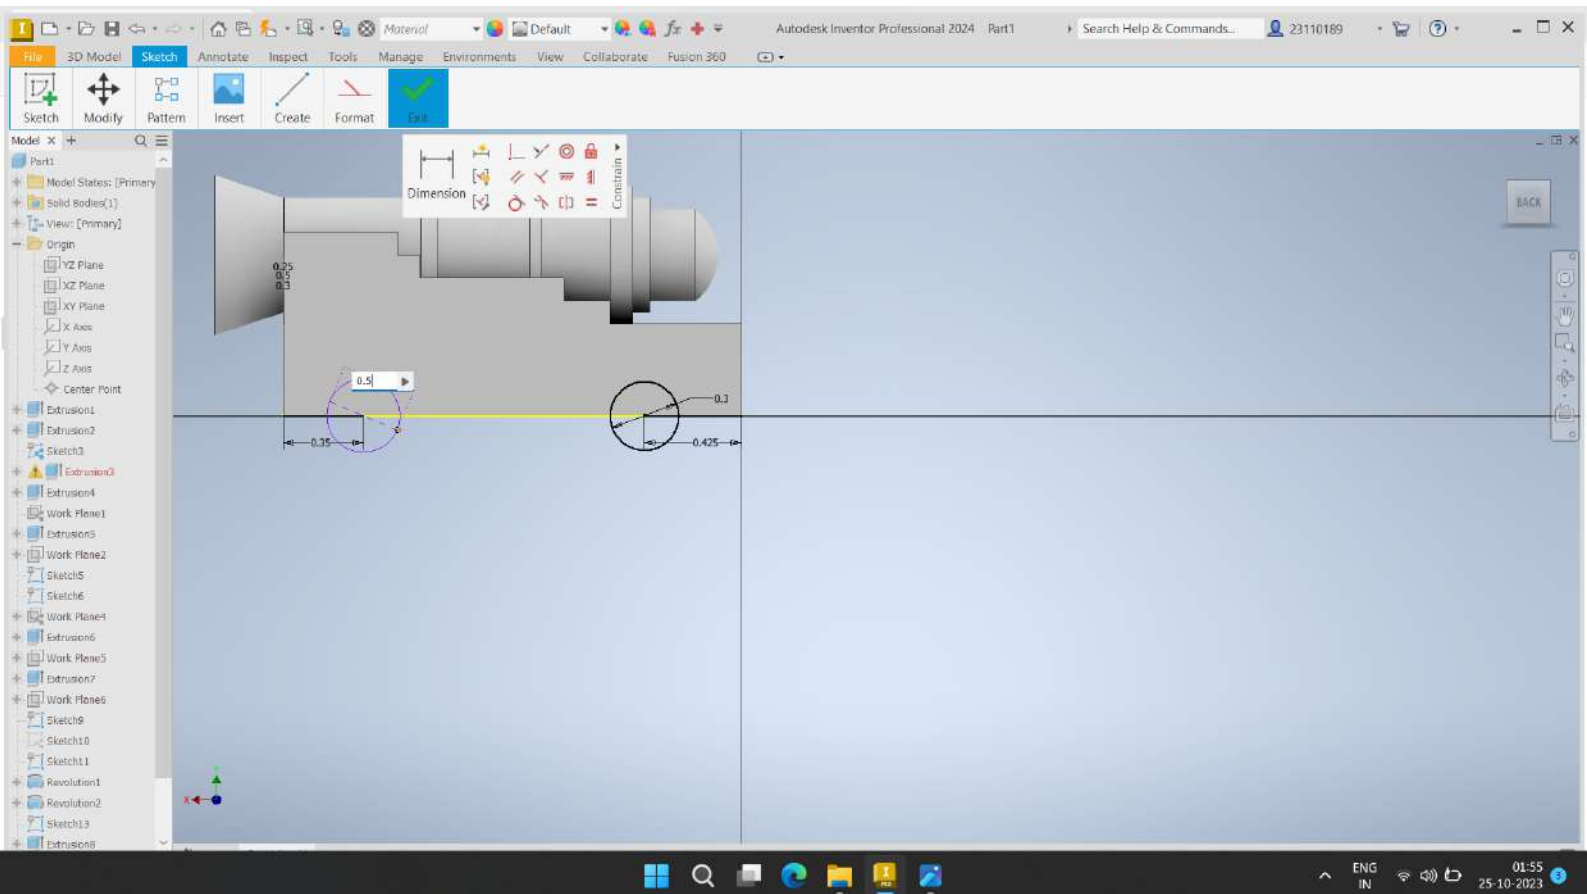 Material
Default
fx
Autodesk Inventor Professional 2024 Part1
Search Help & Commands...
23110189
File 3D Model Sketch Annotate Inspect Tools Manage Environments View Collaborate Fusion 360
Sketch Modify Pattern Insert Create Format Exit
Model
Part1
Model States: [Primary
Solid Bodies(1)
View: [Primary]
Origin
YZ Plane
XZ Plane
XY Plane
X Axis
Y Axis
Z Axis
Center Point
Extrusion1
Extrusion2
Sketch3
Extrusion3
Extrusion4
Work Plane1
Extrusion5
Work Plane2
Sketch5
Sketch6
Work Plane4
Extrusion6
Work Plane5
Extrusion7
Work Plane6
Sketch9
Sketch10
Sketch11
Revolution1
Revolution2
Sketch13
Extrusion8
Dimension
Constrain
BACK
0.25
0.5
0.3
0.5
0.3
0.35
0.425
X
ENG
IN
01:55
25-10-2023
3